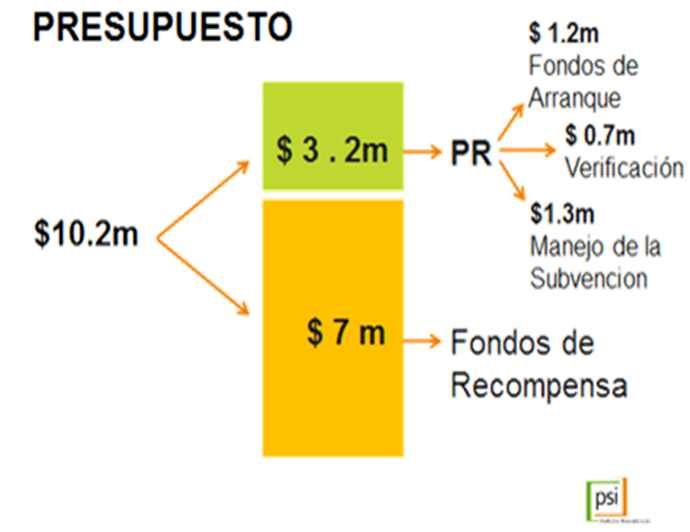 PRESUPUESTO
$10.2m
$ 3 . 2m
PR
$ 1.2m
Fondos de
Arranque
$ 0.7m
Verificación
$1.3m
Manejo de la
Subvencion
$ 7 m
Fondos de
Recompensa
psi